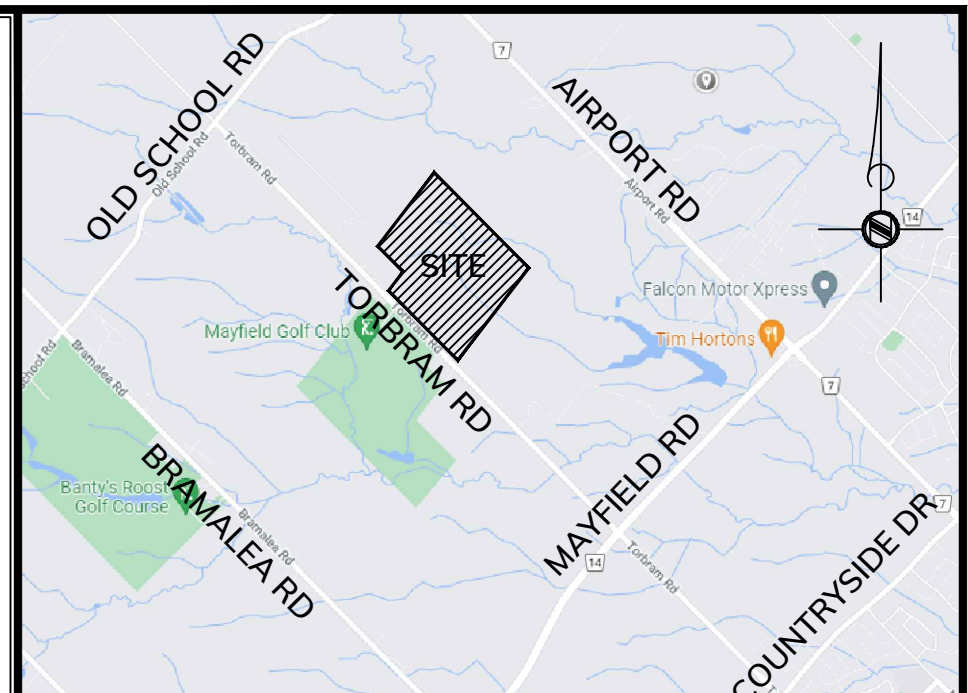 OLD SCHOOL RD
Old School Rd
Torbram Rd
7
AIRPORT RD
Airport Rd
14
SITE
TORBRAM RD
Torbram Rd
Mayfield Golf Club
Falcon Motor Xpress
Tim Hortons
7
Bramalea Rd
BRAMALEA RD
Banty's Roost
Golf Course
Bramalea Rd
MAYFIELD RD
14
Torbram Rd
7
COUNTRYSIDE DR